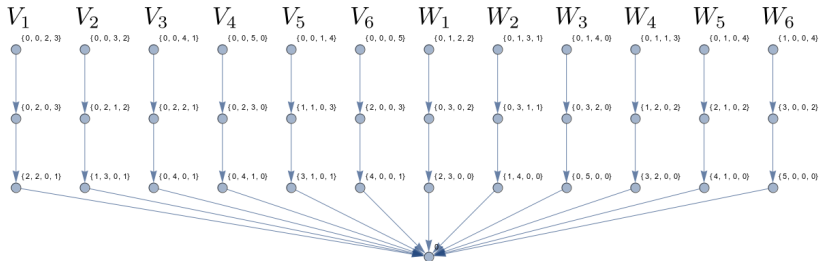 V₁ V₂ V₃ V₄ V₅ V₆ W₁ W₂ W₃ W₄ W₅ W₆
{0, 0, 2, 3} {0, 0, 3, 2} {0, 0, 4, 1} {0, 0, 5, 0} {0, 0, 1, 4} {0, 0, 0, 5} {0, 1, 2, 2} {0, 1, 3, 1} {0, 1, 4, 0} {0, 1, 1, 3} {0, 1, 0, 4} {1, 0, 0, 4}
{0, 2, 0, 3} {0, 2, 1, 2} {0, 2, 2, 1} {0, 2, 3, 0} {1, 1, 0, 3} {2, 0, 0, 3} {0, 3, 0, 2} {0, 3, 1, 1} {0, 3, 2, 0} {1, 2, 0, 2} {2, 1, 0, 2} {3, 0, 0, 2}
{2, 2, 0, 1} {1, 3, 0, 1} {0, 4, 0, 1} {0, 4, 1, 0} {3, 1, 0, 1} {4, 0, 0, 1} {2, 3, 0, 0} {1, 4, 0, 0} {0, 5, 0, 0} {3, 2, 0, 0} {4, 1, 0, 0} {5, 0, 0, 0}